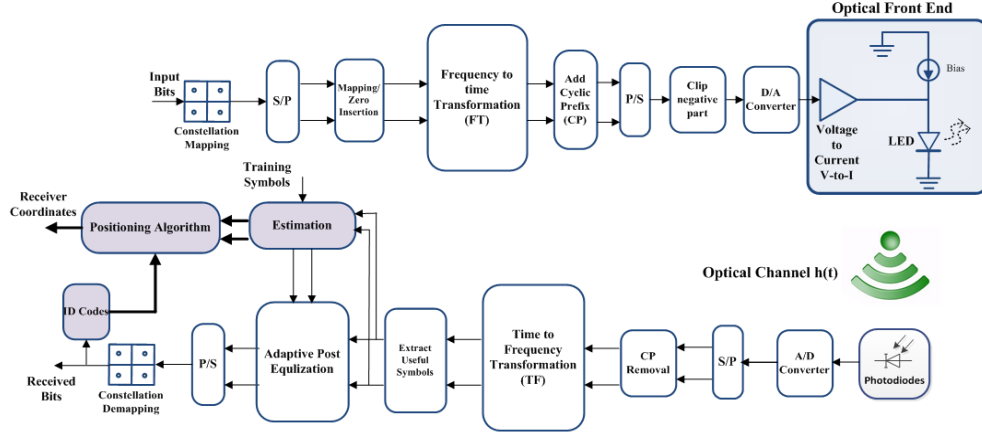 Optical Front End
Input
Bits
Constellation
Mapping
S/P
Mapping/
Zero
Insertion
Frequency to
time
Transformation
(FT)
Add
Cyclic
Prefix
(CP)
P/S
Clip
negative
part
D/A
Converter
Voltage
to
Current
V-to-I
Bias
LED
Training
Symbols
Receiver
Coordinates
Positioning Algorithm
Estimation
Optical Channel h(t)
ID Codes
Received
Bits
Constellation
Demapping
P/S
Adaptive Post
Equlization
Extract
Useful
Symbols
Time to
Frequency
Transformation
(TF)
CP
Removal
S/P
A/D
Converter
Photodiodes